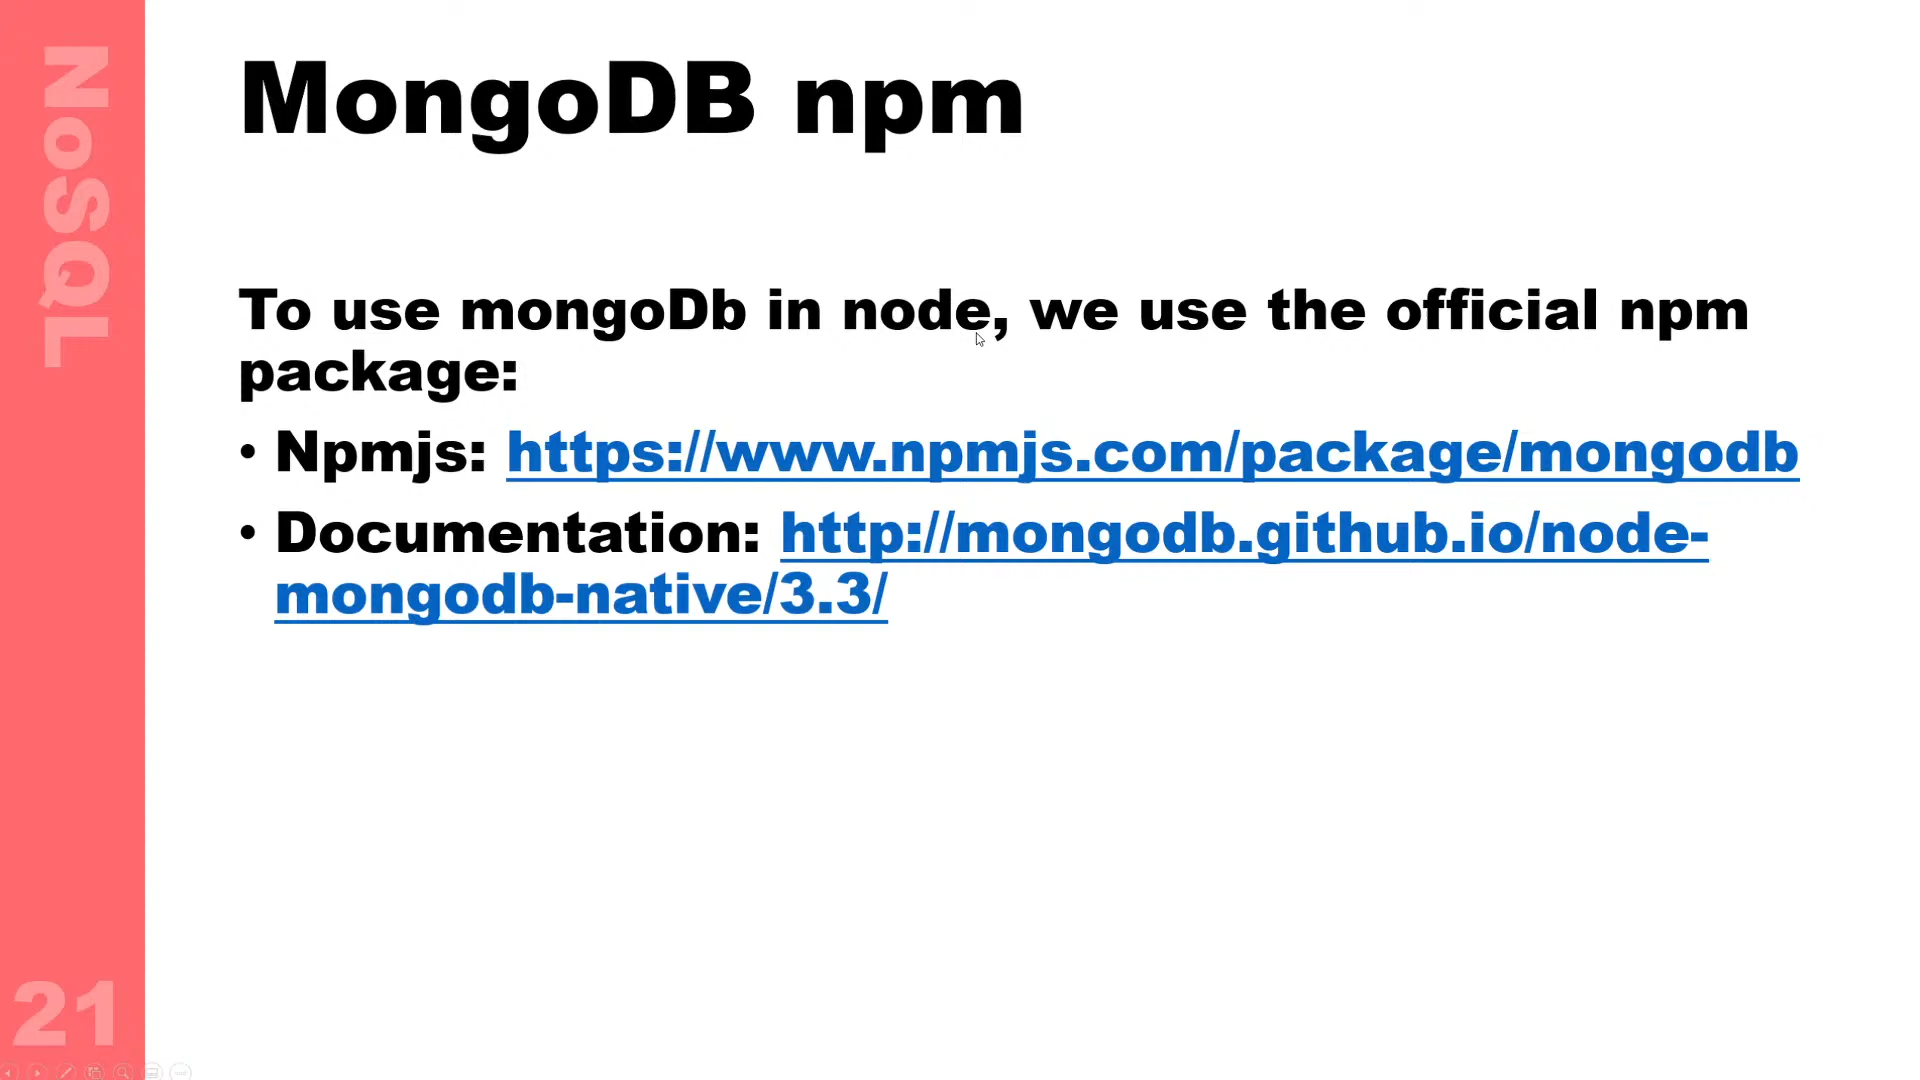 NoSQL
MongoDB npm
To use mongoDb in node, we use the official npm
package:
• Npmjs: https://www.npmjs.com/package/mongodb
• Documentation: http://mongodb.github.io/node-
mongodb-native/3.3/
21